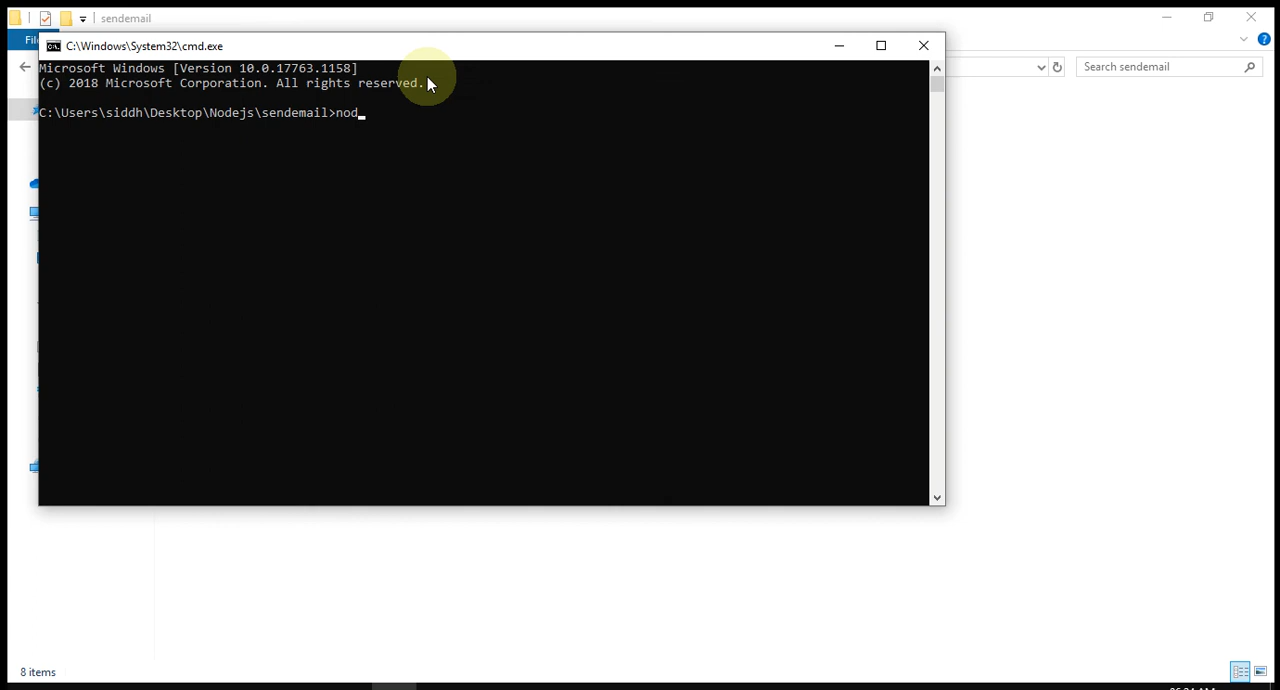 sendemail
Fil
C:\Windows\System32\cmd.exe
Search sendemail
Microsoft Windows [Version 10.0.17763.1158]
(c) 2018 Microsoft Corporation. All rights reserved.
C:\Users\siddh\Desktop\Nodejs\sendemail>nod
8 items